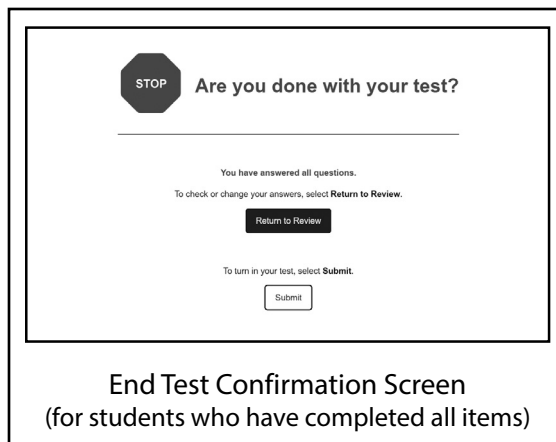 STOP
Are you done with your test?
You have answered all questions.
To check or change your answers, select Return to Review.
Return to Review
To turn in your test, select Submit.
Submit
End Test Confirmation Screen
(for students who have completed all items)